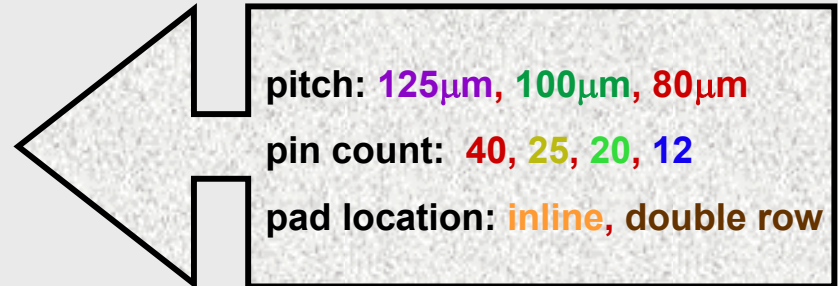 pitch: 125μm, 100μm, 80μm
pin count: 40, 25, 20, 12
pad location: inline, double row